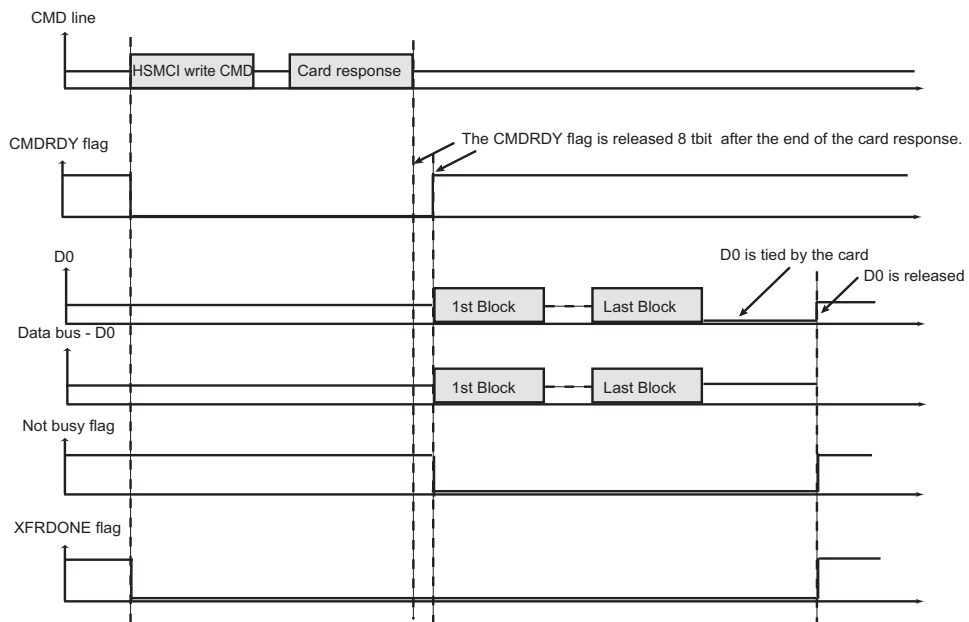 CMD line
HSMCI write CMD
Card response
CMDRDY flag
The CMDRDY flag is released 8 tbit after the end of the card response.
D0
D0 is tied by the card
D0 is released
1st Block
Last Block
Data bus - D0
1st Block
Last Block
Not busy flag
XFRDONE flag